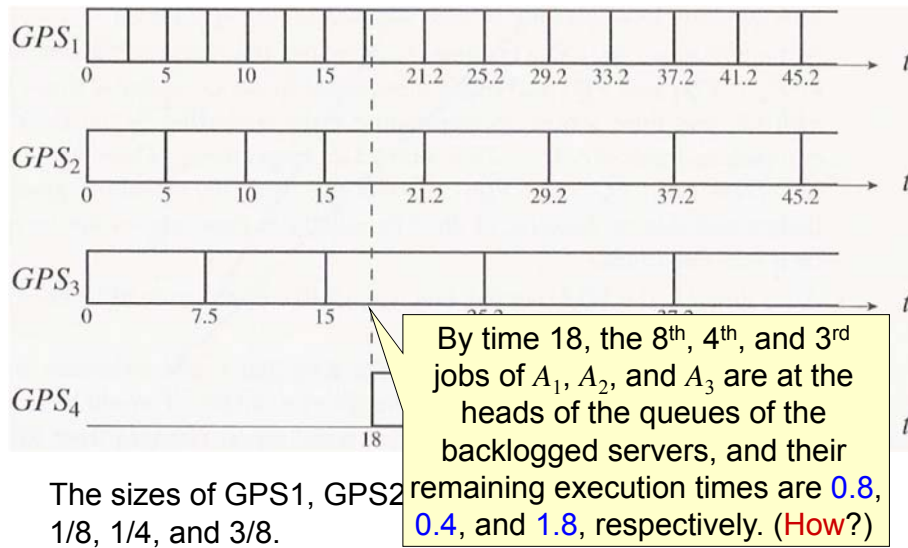 GPS1
0 5 10 15 21.2 25.2 29.2 33.2 37.2 41.2 45.2 t
GPS2
0 5 10 15 21.2 29.2 37.2 45.2 t
GPS3
0 7.5 15 37.2 t
GPS4
18 t
By time 18, the 8th, 4th, and 3rd
jobs of A1, A2, and A3 are at the
heads of the queues of the
backlogged servers, and their
remaining execution times are 0.8,
0.4, and 1.8, respectively. (How?)
The sizes of GPS1, GPS2
1/8, 1/4, and 3/8.